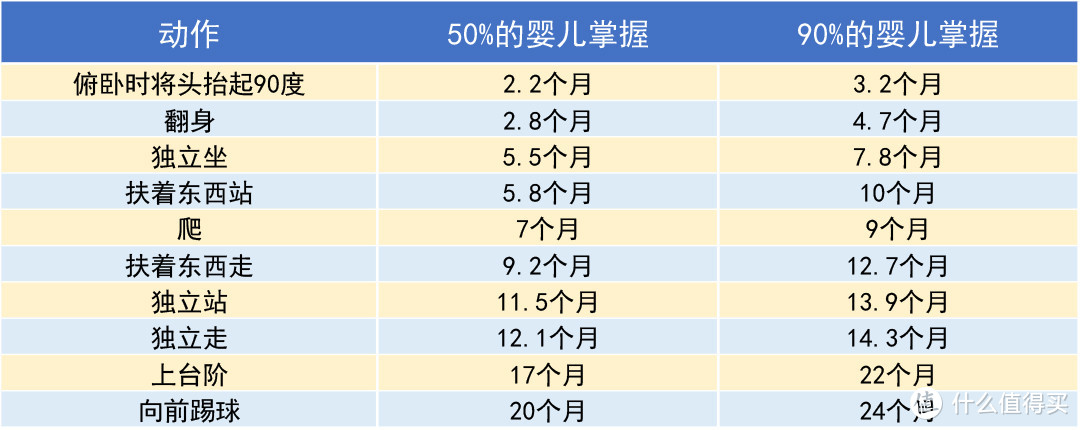 动作 50%的婴儿掌握 90%的婴儿掌握
俯卧时将头抬起90度 2.2个月 3.2个月
翻身 2.8个月 4.7个月
独立坐 5.5个月 7.8个月
扶着东西站 5.8个月 10个月
爬 7个月 9个月
扶着东西走 9.2个月 12.7个月
独立站 11.5个月 13.9个月
独立走 12.1个月 14.3个月
上台阶 17个月 22个月
向前踢球 20个月 24个月
值 什么值得买